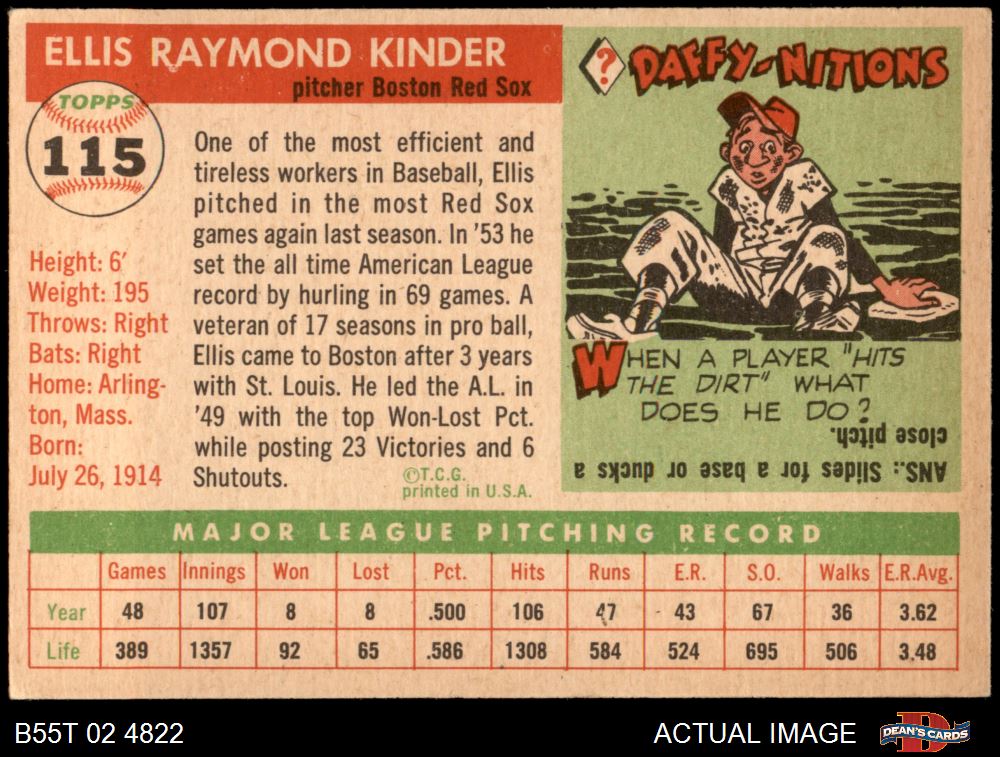 ELLIS RAYMOND KINDER
pitcher Boston Red Sox
TOPPS
115
Height: 6'
Weight: 195
Throws: Right
Bats: Right
Home: Arling-
ton, Mass.
Born:
July 26, 1914
One of the most efficient and
tireless workers in Baseball, Ellis
pitched in the most Red Sox
games again last season. In '53 he
set the all time American League
record by hurling in 69 games. A
veteran of 17 seasons in pro ball,
Ellis came to Boston after 3 years
with St. Louis. He led the A.L. in
'49 with the top Won-Lost Pct.
while posting 23 Victories and 6
Shutouts.
©T.C.G.
printed in U.S.A.
? DAFFY-NITIONS
WHEN A PLAYER "HITS
THE DIRT" WHAT
DOES HE DO?
ANS.: Slides for a base or ducks a
close pitch.
MAJOR LEAGUE PITCHING RECORD
Games Innings Won Lost Pct. Hits Runs E.R. S.O. Walks E.R.Avg.
Year 48 107 8 8 .500 106 47 43 67 36 3.62
Life 389 1357 92 65 .586 1308 584 524 695 506 3.48
B55T 02 4822
ACTUAL IMAGE
D
DEAN'S CARDS